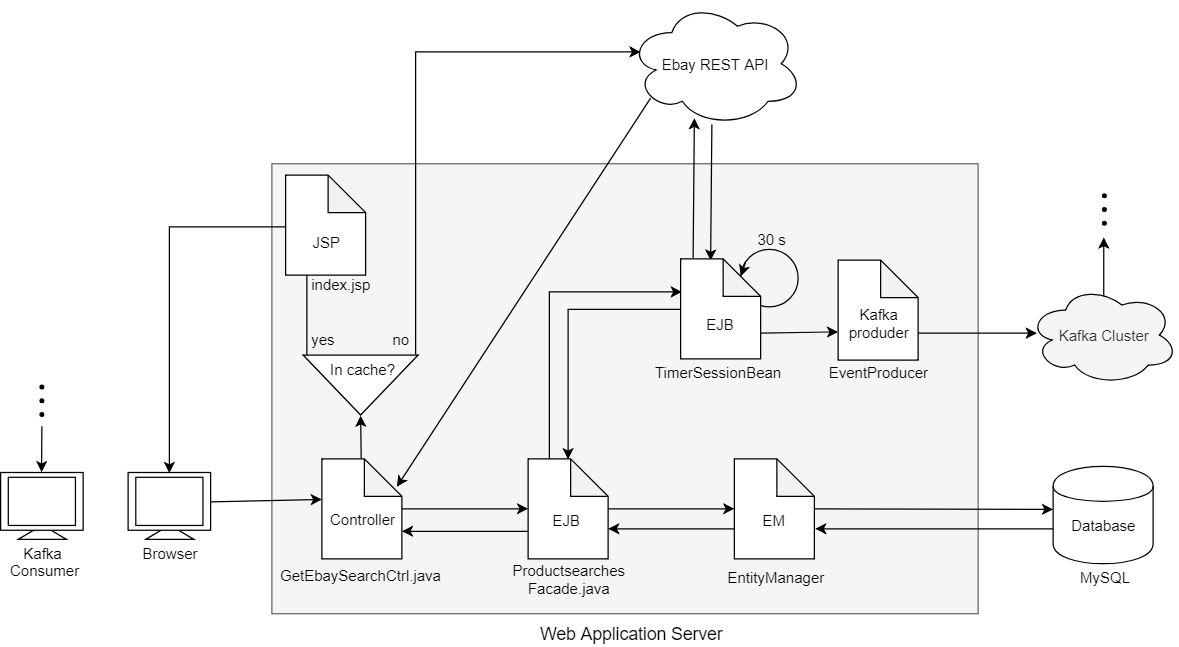 Ebay REST API
JSP
index.jsp
30 s
EJB
TimerSessionBean
Kafka
produder
EventProducer
Kafka Cluster
yes
no
In cache?
Kafka
Consumer
Browser
Controller
GetEbaySearchCtrl.java
EJB
Productsearches
Facade.java
EM
EntityManager
Database
MySQL
Web Application Server